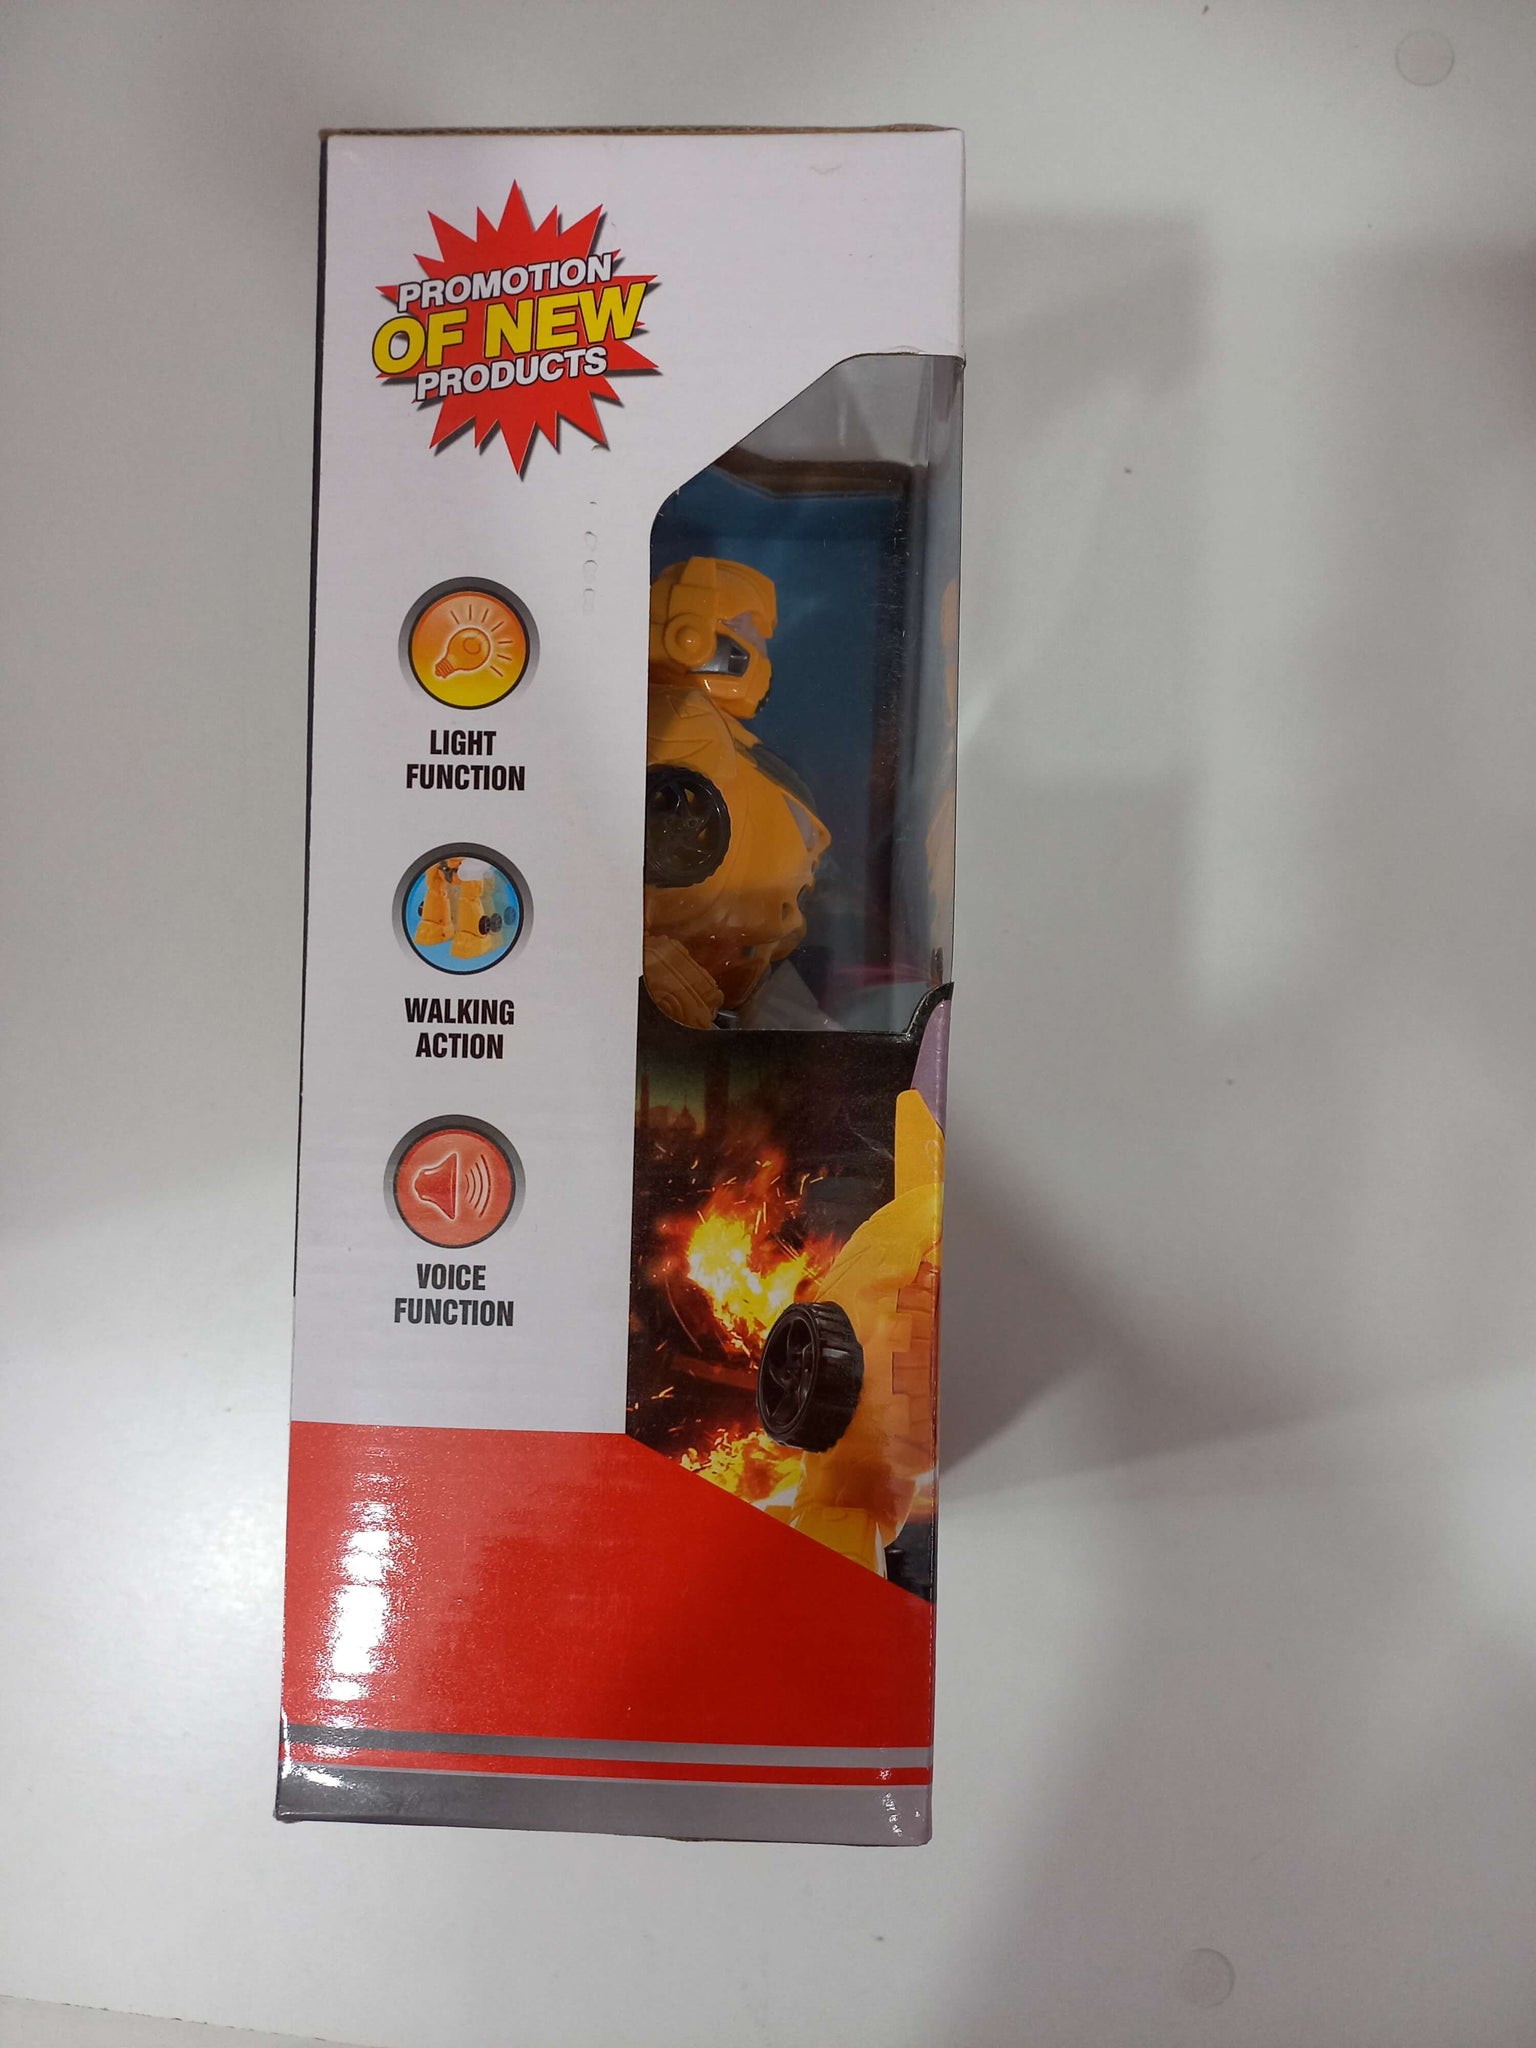 PROMOTION
OF NEW
PRODUCTS
LIGHT
FUNCTION
WALKING
ACTION
VOICE
FUNCTION